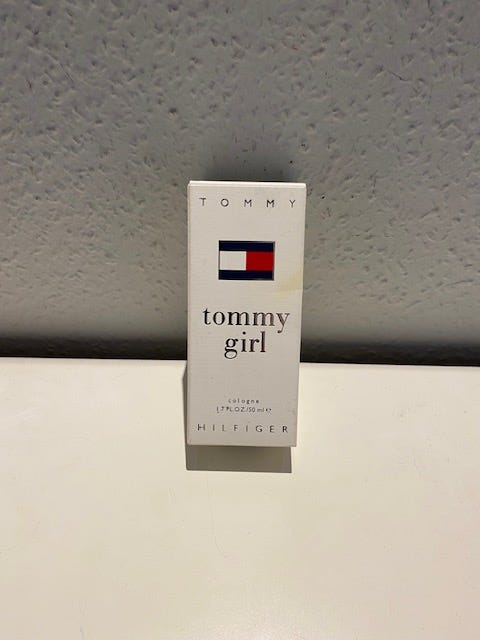 TOMMY
tommy
girl
cologne
1.7 FL.OZ./50 ml ℮
HILFIGER